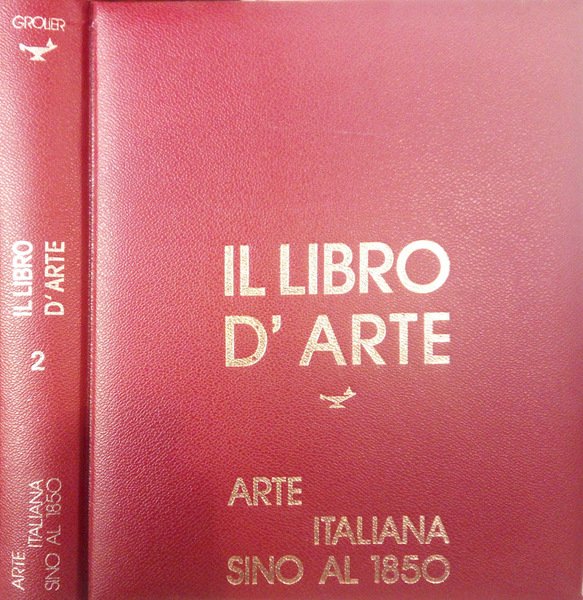 GROLIER
IL LIBRO
D' ARTE
2
ARTE
ITALIANA
SINO AL 1850
IL LIBRO
D' ARTE
ARTE
ITALIANA
SINO AL 1850